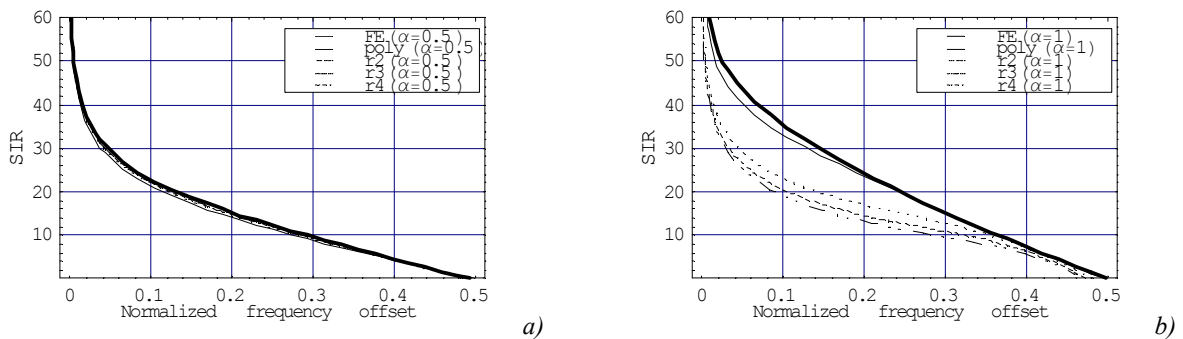 60
50
40
30
20
10
SIR
FE (α=0.5)
poly (α=0.5)
r2 (α=0.5)
r3 (α=0.5)
r4 (α=0.5)
0 0.1 0.2 0.3 0.4 0.5
Normalized frequency offset
a)
60
50
40
30
20
10
SIR
FE (α=1)
poly (α=1)
r2 (α=1)
r3 (α=1)
r4 (α=1)
0 0.1 0.2 0.3 0.4 0.5
Normalized frequency offset
b)